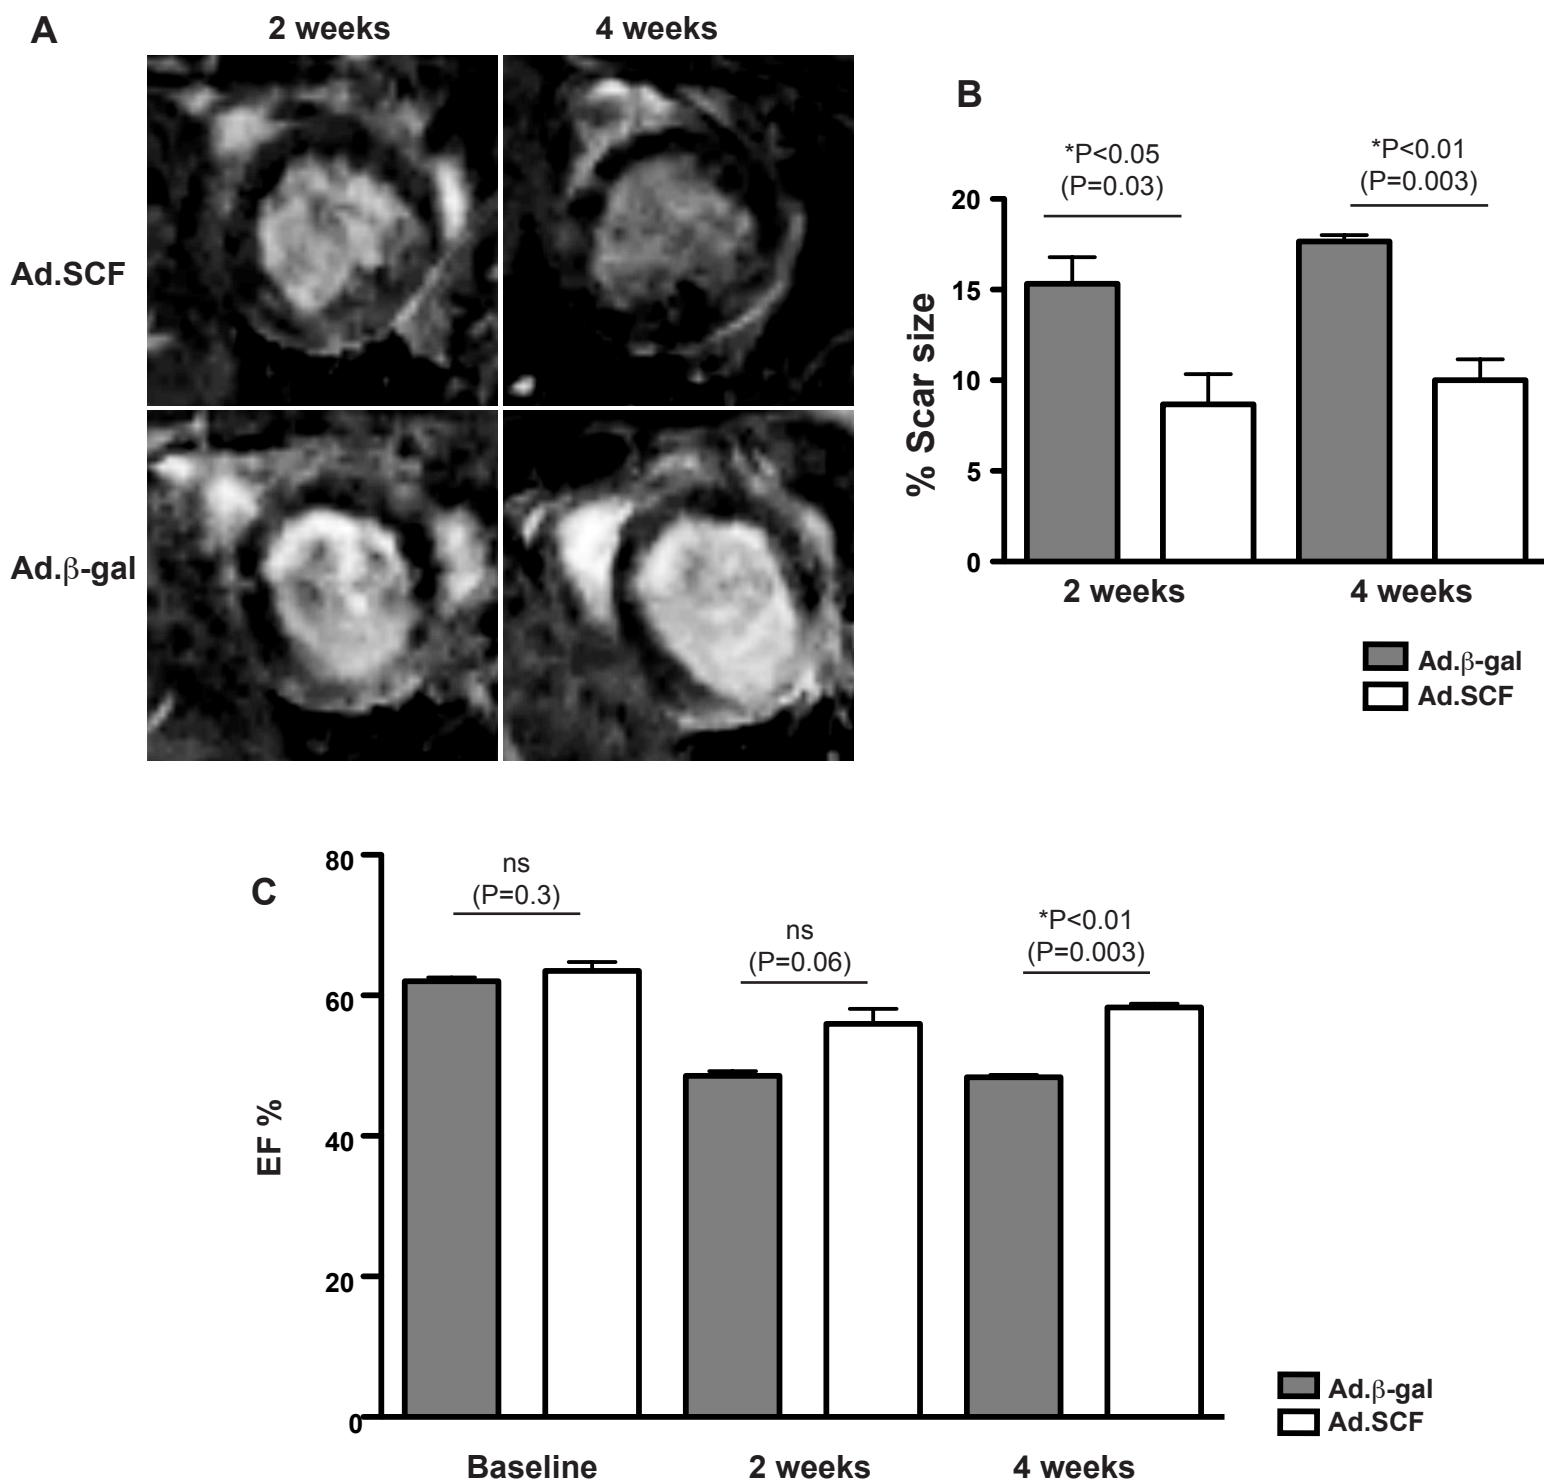 A
2 weeks
4 weeks
Ad.SCF
Ad.β-gal
B
*P<0.05
(P=0.03)
*P<0.01
(P=0.003)
% Scar size
20
15
10
5
0
2 weeks
4 weeks
Ad.β-gal
Ad.SCF
C
EF %
80
60
40
20
0
ns
(P=0.3)
ns
(P=0.06)
*P<0.01
(P=0.003)
Baseline
2 weeks
4 weeks
Ad.β-gal
Ad.SCF